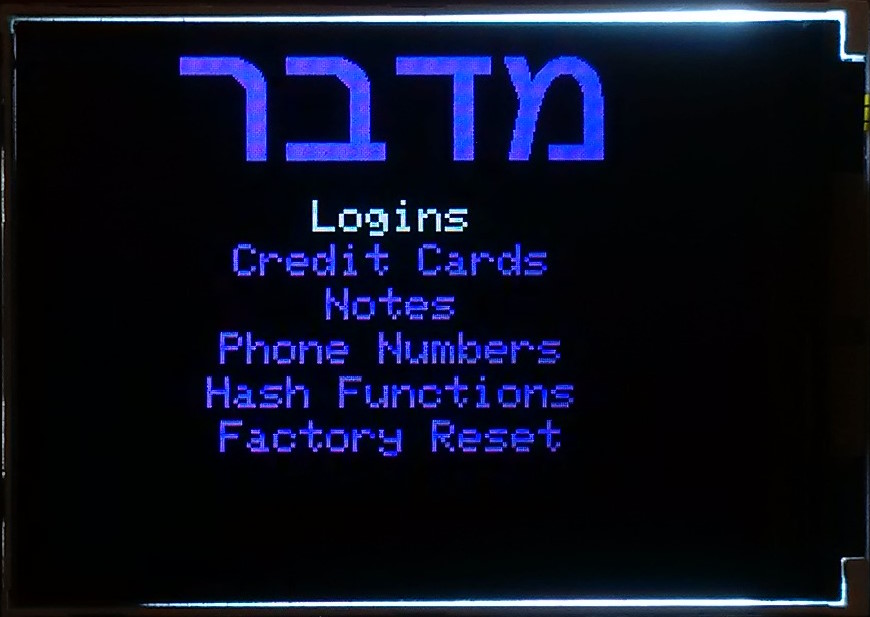 מדבר
Logins
Credit Cards
Notes
Phone Numbers
Hash Functions
Factory Reset